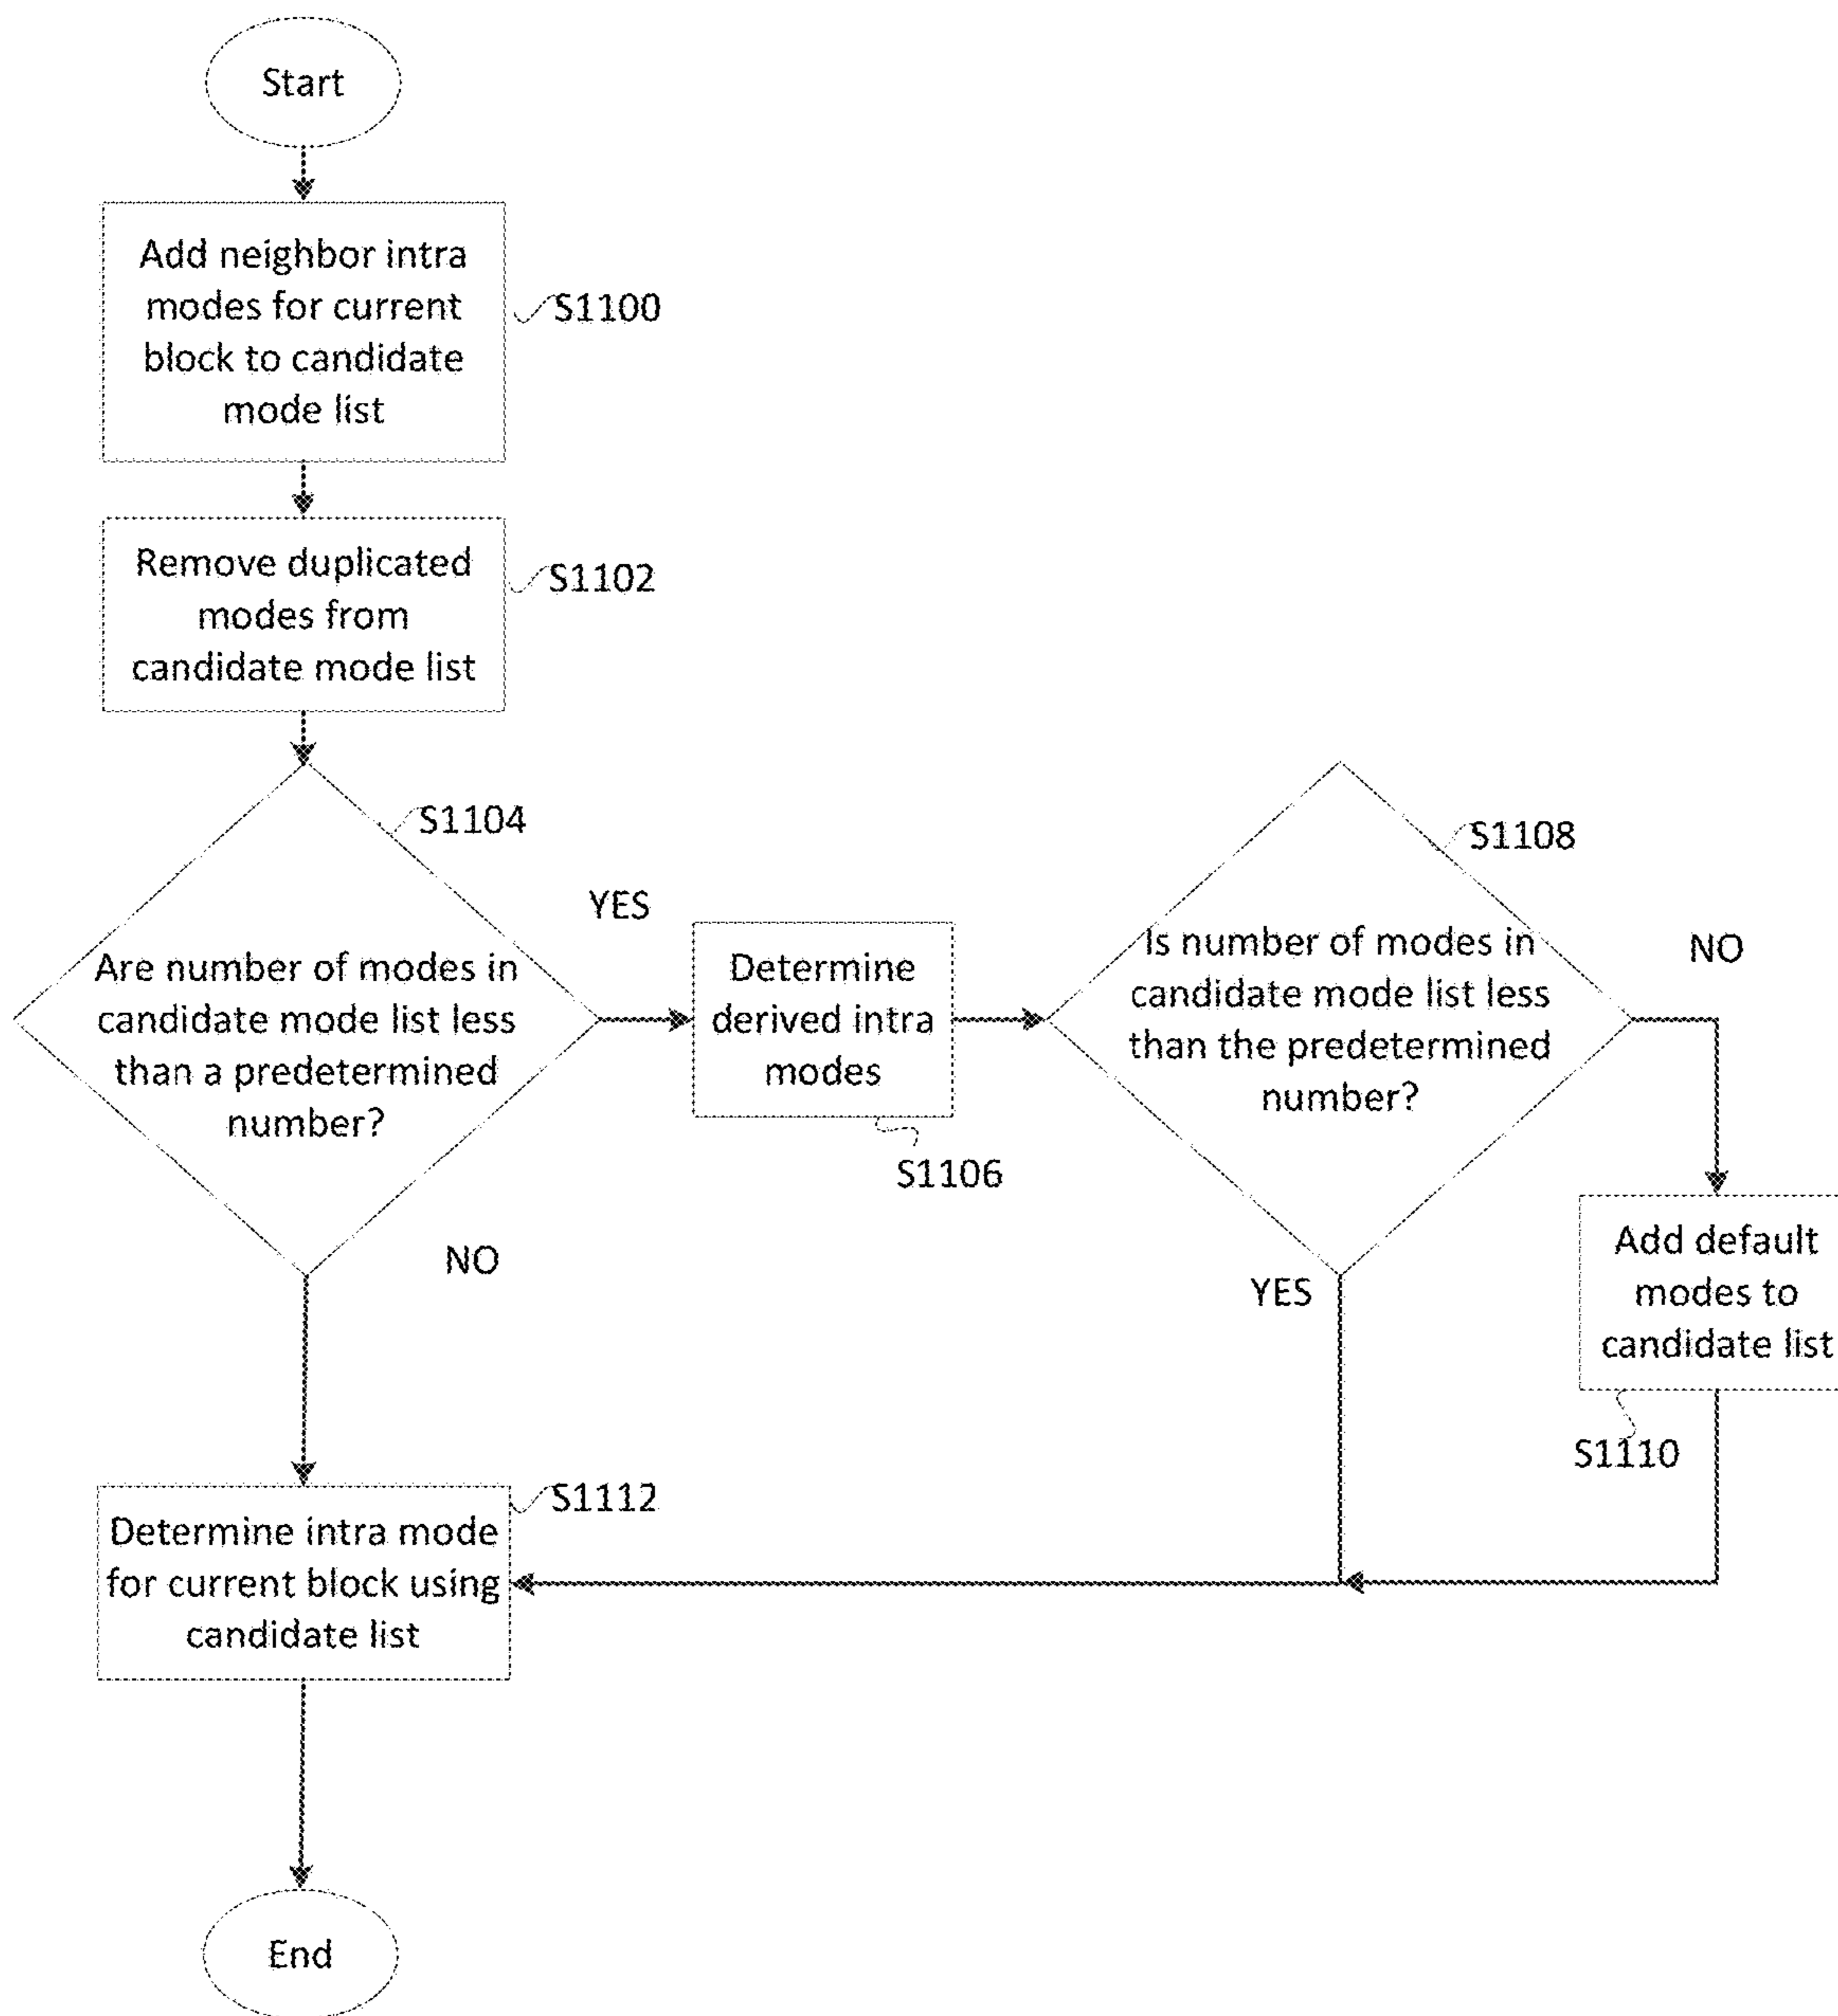 Start
Add neighbor intra
modes for current
block to candidate
mode list
S1100
Remove duplicated
modes from
candidate mode list
S1102
S1104
Are number of modes in
candidate mode list less
than a predetermined
number?
YES
NO
Determine
derived intra
modes
S1106
S1108
Is number of modes in
candidate mode list less
than the predetermined
number?
NO
YES
Add default
modes to
candidate list
S1110
S1112
Determine intra mode
for current block using
candidate list
End